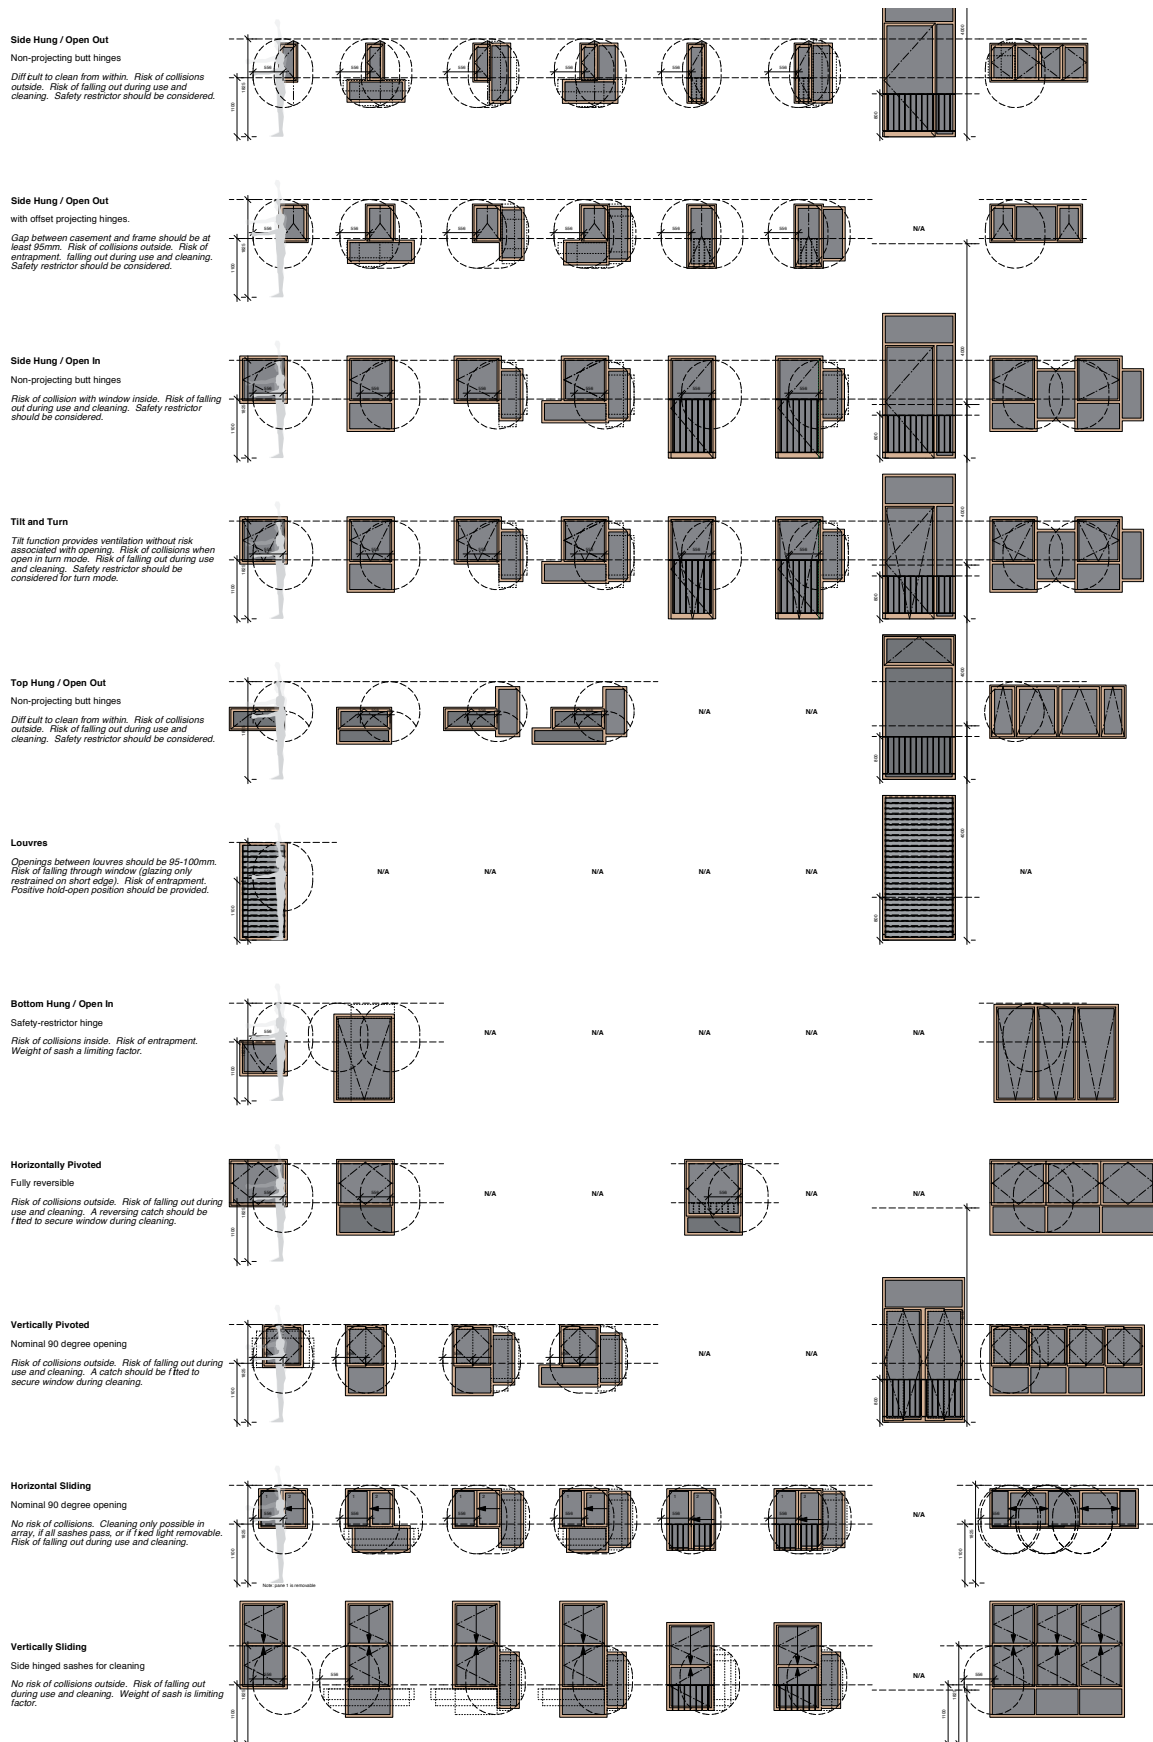 Side Hung / Open Out
Non-projecting butt hinges
Difficult to clean from within. Risk of collisions
outside. Risk of falling out during use and
cleaning. Safety restrictor should be considered.
Side Hung / Open Out
with offset projecting hinges.
Gap between casement and frame should be at
least 95mm. Risk of collisions outside. Risk of
entrapment. falling out during use and cleaning.
Safety restrictor should be considered.
N/A
Side Hung / Open In
Non-projecting butt hinges
Risk of collision with window inside. Risk of falling
out during use and cleaning. Safety restrictor
should be considered.
Tilt and Turn
Tilt function provides ventilation without risk
associated with opening. Risk of collisions when
open in turn mode. Risk of falling out during use
and cleaning. Safety restrictor should be
considered for turn mode.
Top Hung / Open Out
Non-projecting butt hinges
Difficult to clean from within. Risk of collisions
outside. Risk of falling out during use and
cleaning. Safety restrictor should be considered.
N/A N/A
Louvres
Openings between louvres should be 95-100mm.
Risk of falling through window (glazing only
restrained on short edge). Risk of entrapment.
Positive hold-open position should be provided.
N/A N/A N/A N/A N/A N/A
Bottom Hung / Open In
Safety-restrictor hinge
Risk of collisions inside. Risk of entrapment.
Weight of sash a limiting factor.
N/A N/A N/A N/A N/A
Horizontally Pivoted
Fully reversible
Risk of collisions outside. Risk of falling out during
use and cleaning. A reversing catch should be
fitted to secure window during cleaning.
N/A N/A N/A N/A
Vertically Pivoted
Nominal 90 degree opening
Risk of collisions outside. Risk of falling out during
use and cleaning. A catch should be fitted to
secure window during cleaning.
N/A N/A
Horizontal Sliding
Nominal 90 degree opening
No risk of collisions. Cleaning only possible in
array, if all sashes pass, or if fixed light removable.
Risk of falling out during use and cleaning.
N/A
Note: pane 1 is removable
Vertically Sliding
Side hinged sashes for cleaning
No risk of collisions outside. Risk of falling out
during use and cleaning. Weight of sash is limiting
factor.
N/A